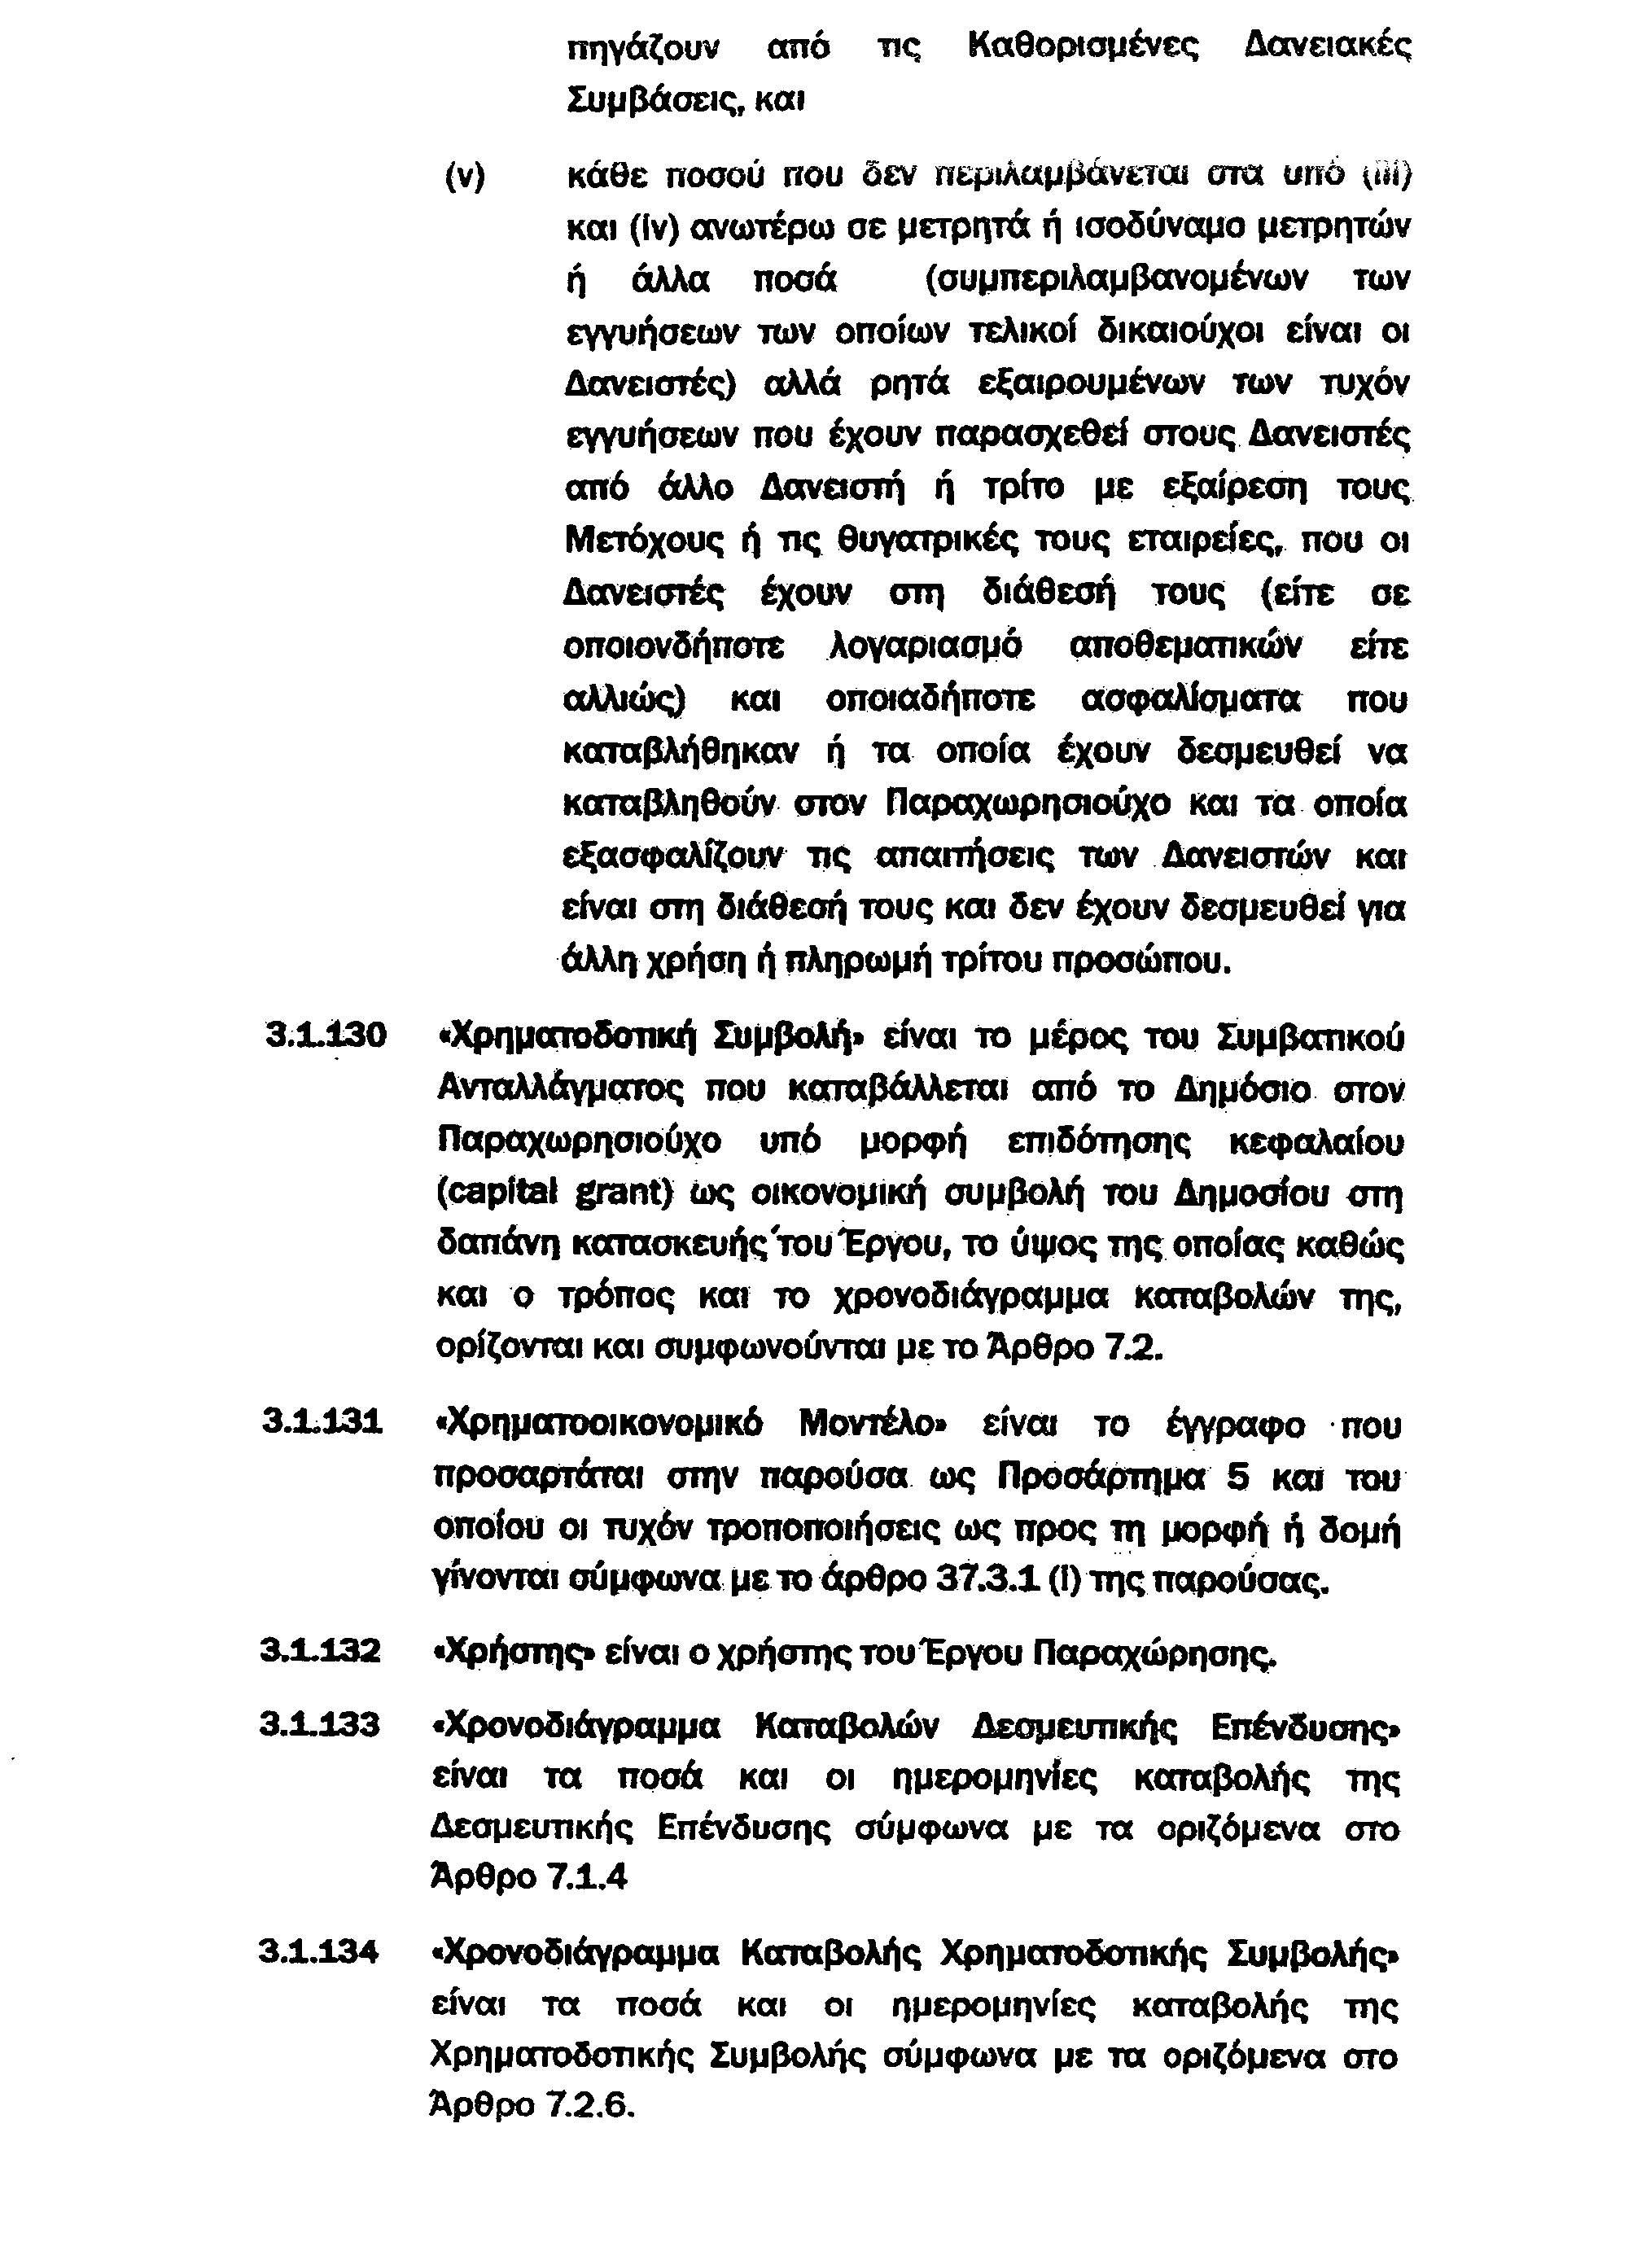 πηγάζουν από τις Καθορισμένες Δανειακές
Συμβάσεις, και
(v) κάθε ποσού που δεν περιλαμβάνεται στα υπό (iii)
και (iv) ανωτέρω σε μετρητά ή ισοδύναμο μετρητών
ή άλλα ποσά (συμπεριλαμβανομένων των
εγγυήσεων των οποίων τελικοί δικαιούχοι είναι οι
Δανειστές) αλλά ρητά εξαιρουμένων των τυχόν
εγγυήσεων που έχουν παρασχεθεί στους Δανειστές
από άλλο Δανειστή ή τρίτο με εξαίρεση τους
Μετόχους ή τις θυγατρικές τους εταιρείες, που οι
Δανειστές έχουν στη διάθεσή τους (είτε σε
οποιονδήποτε λογαριασμό αποθεματικών είτε
αλλιώς) και οποιαδήποτε ασφαλίσματα που
καταβλήθηκαν ή τα οποία έχουν δεσμευθεί να
καταβληθούν στον Παραχωρησιούχο και τα οποία
εξασφαλίζουν τις απαιτήσεις των Δανειστών και
είναι στη διάθεσή τους και δεν έχουν δεσμευθεί για
άλλη χρήση ή πληρωμή τρίτου προσώπου.
3.1.130 «Χρηματοδοτική Συμβολή» είναι το μέρος του Συμβατικού
Ανταλλάγματος που καταβάλλεται από το Δημόσιο στον
Παραχωρησιούχο υπό μορφή επιδότησης κεφαλαίου
(capital grant) ως οικονομική συμβολή του Δημοσίου στη
δαπάνη κατασκευής του Έργου, το ύψος της οποίας καθώς
και ο τρόπος και το χρονοδιάγραμμα καταβολών της,
ορίζονται και συμφωνούνται με το Άρθρο 7.2.
3.1.131 «Χρηματοοικονομικό Μοντέλο» είναι το έγγραφο που
προσαρτάται στην παρούσα ως Προσάρτημα 5 και του
οποίου οι τυχόν τροποποιήσεις ως προς τη μορφή ή δομή
γίνονται σύμφωνα με το άρθρο 37.3.1 (i) της παρούσας.
3.1.132 «Χρήστης» είναι ο χρήστης του Έργου Παραχώρησης.
3.1.133 «Χρονοδιάγραμμα Καταβολών Δεσμευτικής Επένδυσης»
είναι τα ποσά και οι ημερομηνίες καταβολής της
Δεσμευτικής Επένδυσης σύμφωνα με τα οριζόμενα στο
Άρθρο 7.1.4
3.1.134 «Χρονοδιάγραμμα Καταβολής Χρηματοδοτικής Συμβολής»
είναι τα ποσά και οι ημερομηνίες καταβολής της
Χρηματοδοτικής Συμβολής σύμφωνα με τα οριζόμενα στο
Άρθρο 7.2.6.